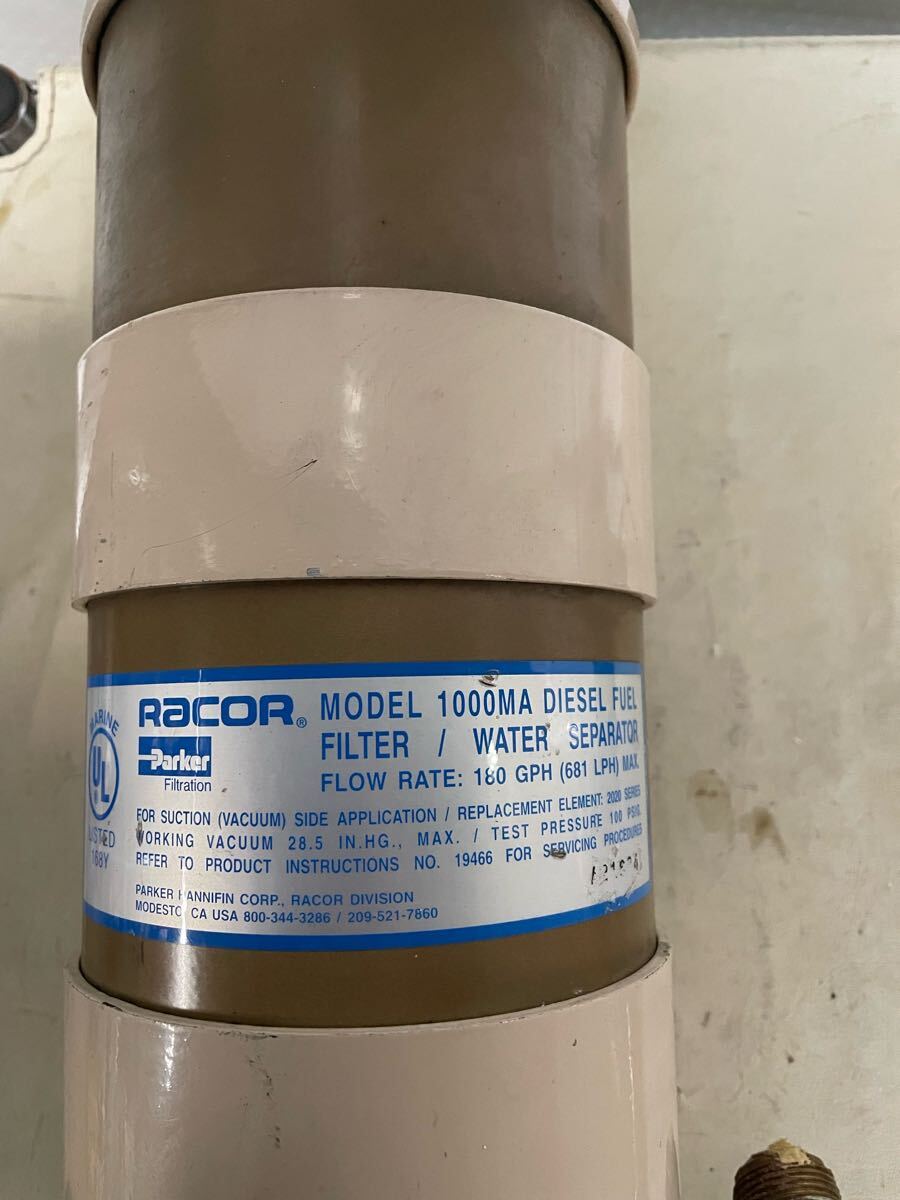 MARINE
UL
®
LISTED
168Y
RACOR®
Parker
Filtration
MODEL 1000MA DIESEL FUEL
FILTER / WATER SEPARATOR
FLOW RATE: 180 GPH (681 LPH) MAX.
FOR SUCTION (VACUUM) SIDE APPLICATION / REPLACEMENT ELEMENT: 2020 SERIES
WORKING VACUUM 28.5 IN.HG., MAX. / TEST PRESSURE 100 PSIG.
REFER TO PRODUCT INSTRUCTIONS NO. 19466 FOR SERVICING PROCEDURES
PARKER HANNIFIN CORP., RACOR DIVISION
MODESTO, CA USA 800-344-3286 / 209-521-7860